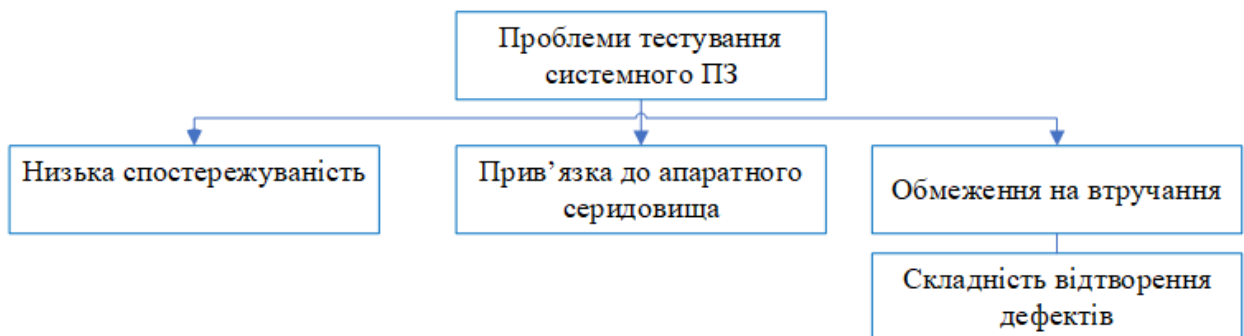 Проблеми тестування
системного ПЗ
Низька спостережуваність
Прив’язка до апаратного
серидовища
Обмеження на втручання
Складність відтворення
дефектів